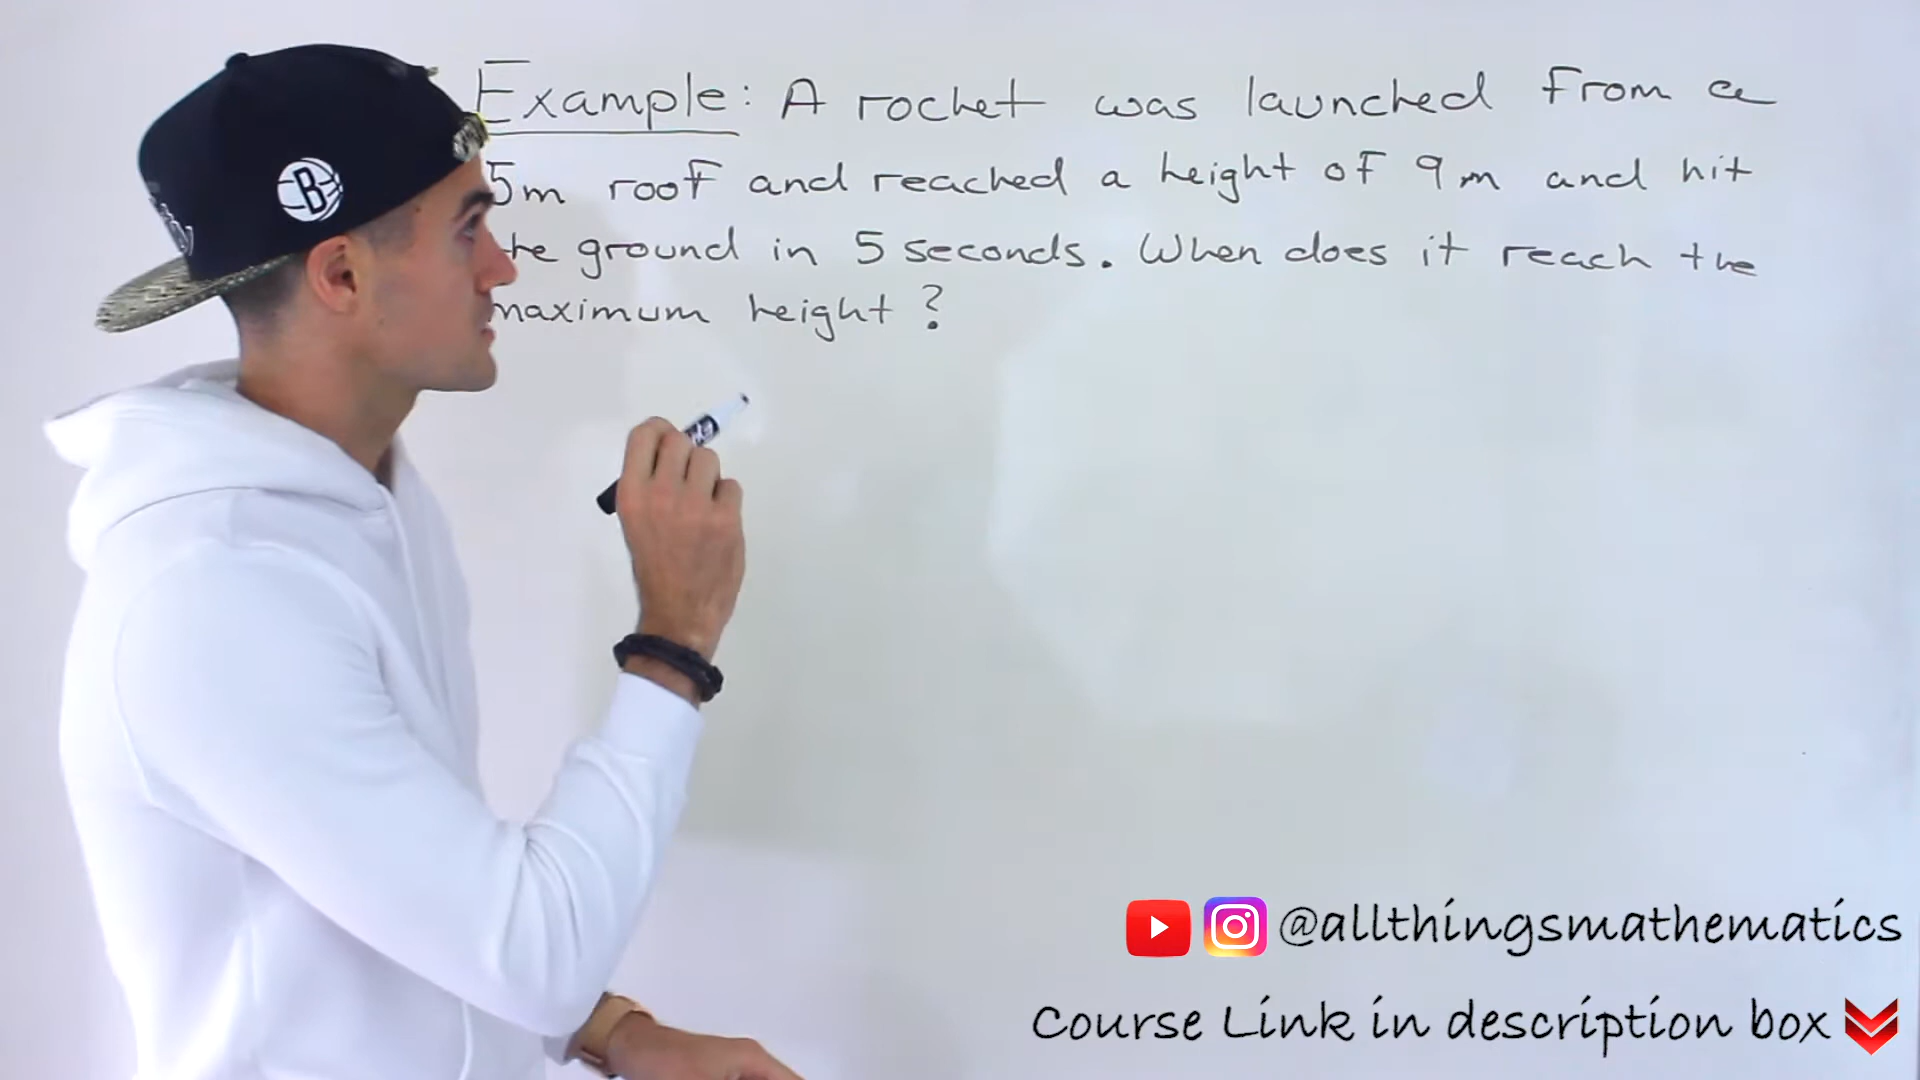 Example: A rocket was launched from a
5m roof and reached a height of 9m and hit
the ground in 5 seconds. When does it reach the
maximum height?
B
@allthingsmathematics
Course Link in description box